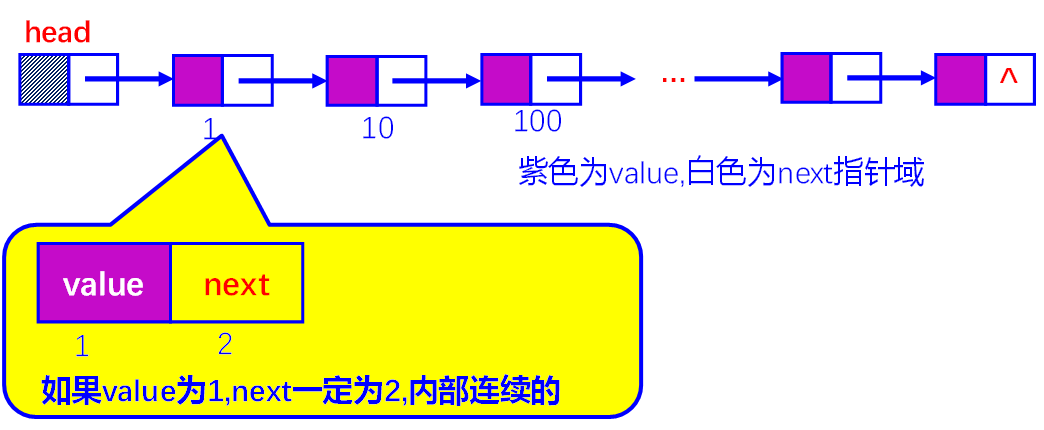 head
^
1
10
100
...
紫色为value,白色为next指针域
value next
1 2
如果value为1,next一定为2,内部连续的